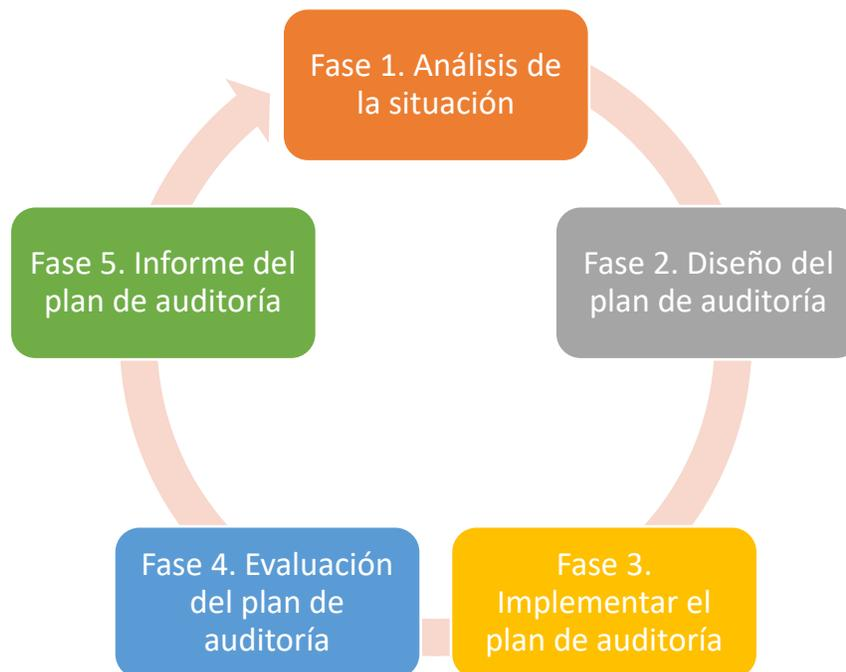 Fase 1. Análisis de
la situación
Fase 2. Diseño del
plan de auditoría
Fase 3.
Implementar el
plan de auditoría
Fase 4. Evaluación
del plan de
auditoría
Fase 5. Informe del
plan de auditoría